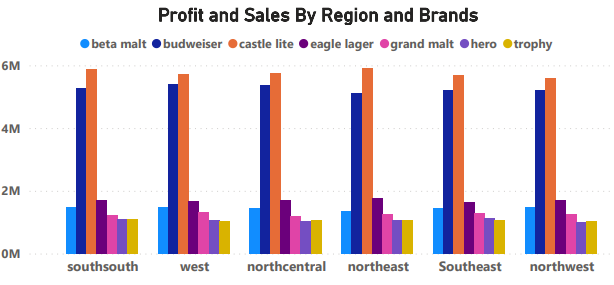 Profit and Sales By Region and Brands
beta malt budweiser castle lite eagle lager grand malt hero trophy
6M
4M
2M
0M
southsouth west northcentral northeast Southeast northwest